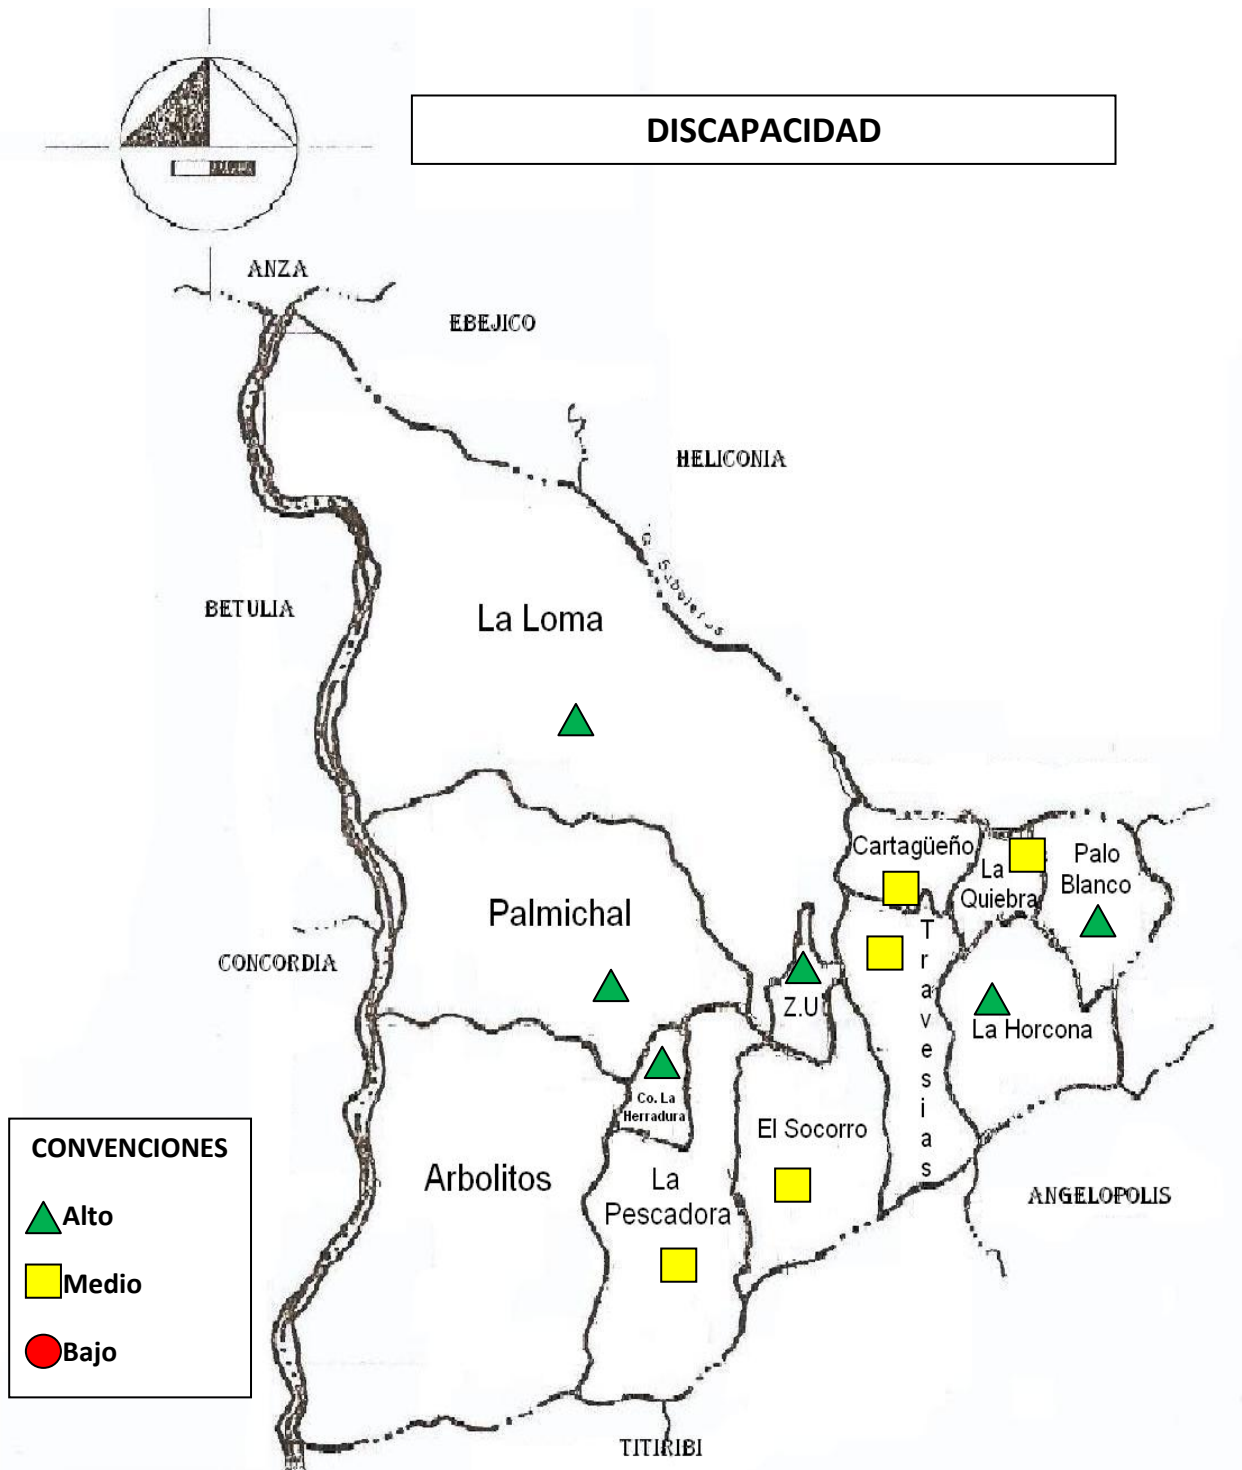 DISCAPACIDAD
ANZA
EBEJICO
HELICONIA
BETULIA
La Loma
Cartagüeño
La
Quiebra
Palo
Blanco
Palmichal
Travesias
CONCORDIA
Z.U
La Horcona
Co. La
Herradura
El Socorro
Arbolitos
La
Pescadora
ANGELOPOLIS
CONVENCIONES
Alto
Medio
Bajo
TITIRIBI